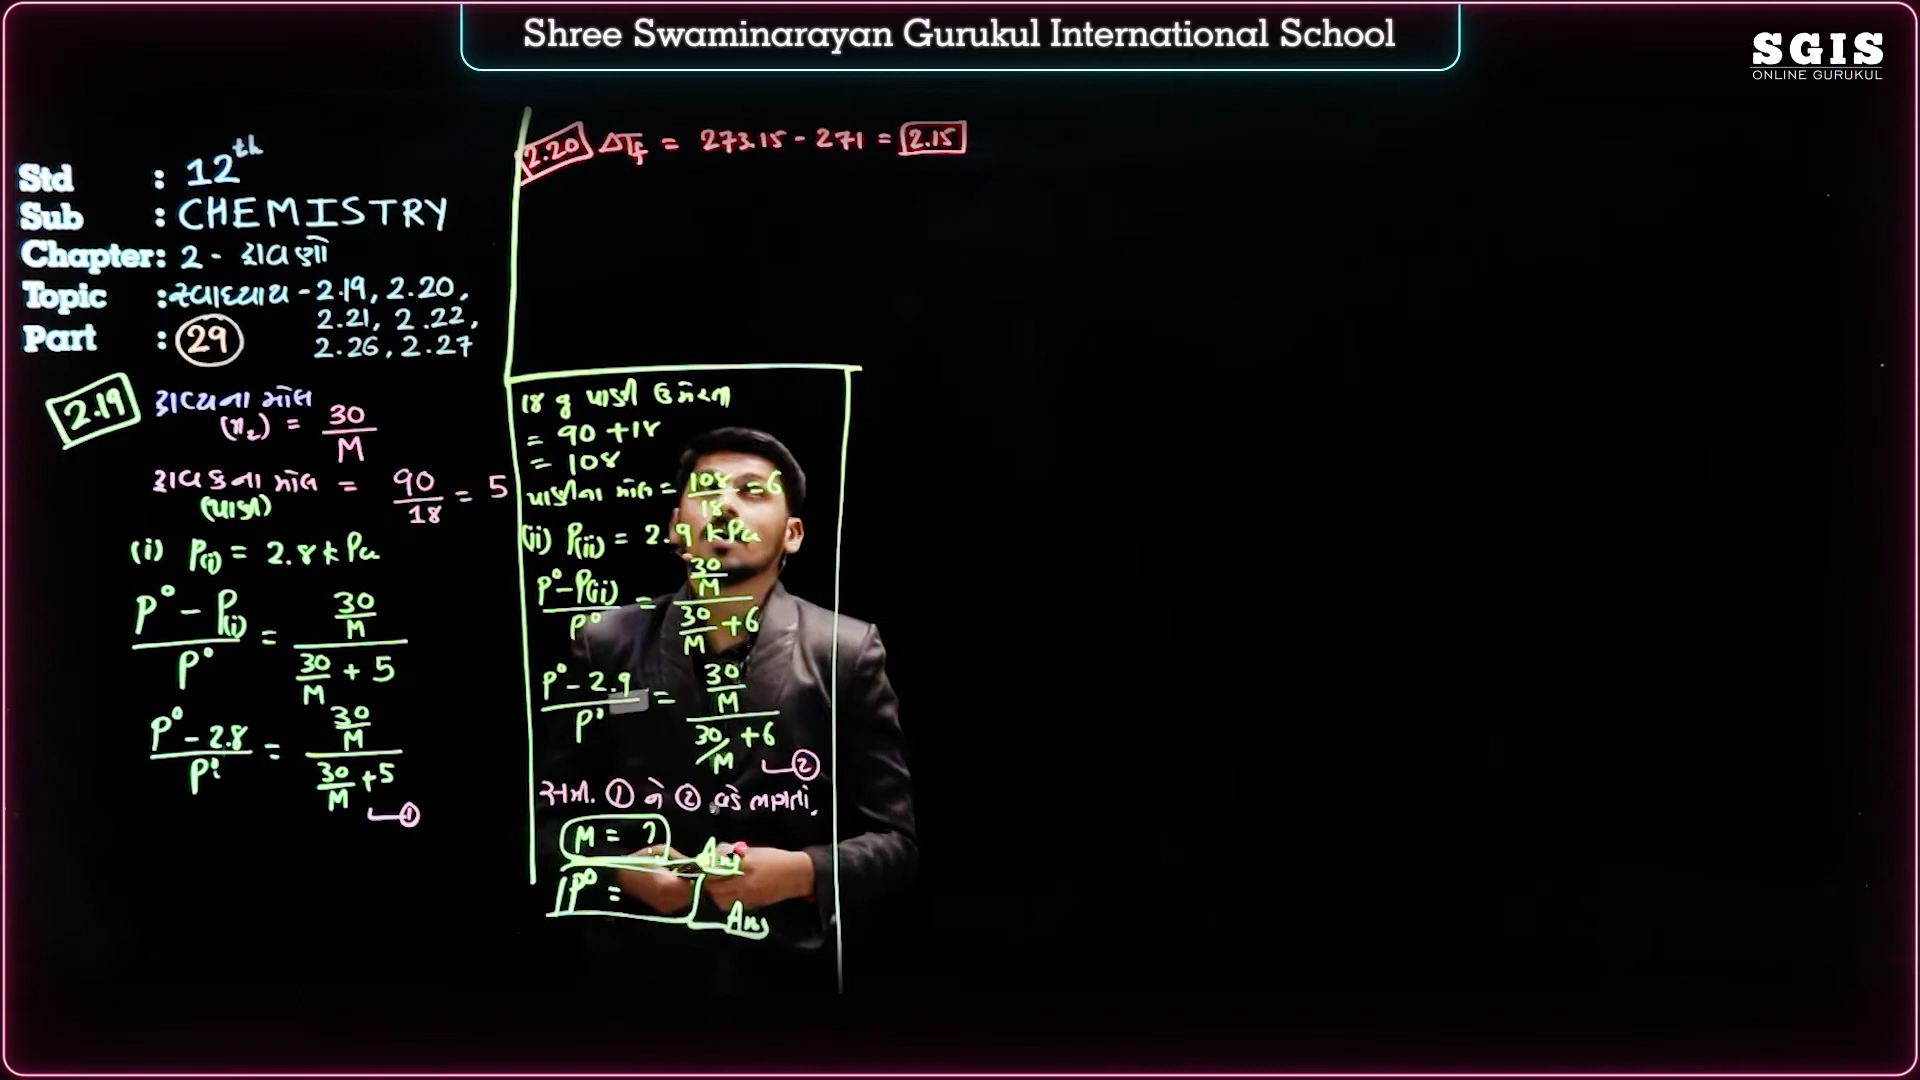 Shree Swaminarayan Gurukul International School
SGIS
ONLINE GURUKUL
Std : 12th
Sub : CHEMISTRY
Chapter: 2 - દ્રાવણો
Topic : સ્વાધ્યાય - 2.19, 2.20,
2.21, 2.22,
2.26, 2.27
Part : 29
2.19 દ્રાવ્યના મોલ
(n₂) = 30/M
દ્રાવકના મોલ = 90/18 = 5
(પાણી)
(i) P(i) = 2.8 kPa
(P° - P(i))/P° = (30/M)/(30/M + 5)
(P° - 2.8)/P° = (30/M)/(30/M + 5)
①
18 g પાણી ઉમેરતા
= 90 + 18
= 108
પાણીના મોલ = 108/18 = 6
(ii) P(ii) = 2.9 kPa
(P° - P(ii))/P° = (30/M)/(30/M + 6)
(P° - 2.9)/P° = (30/M)/(30/M + 6)
②
સમી. ① ને ② વડે ભાગતાં.
M = ? Ans
P° =
Ans
2.20 ΔTf = 273.15 - 271 = 2.15